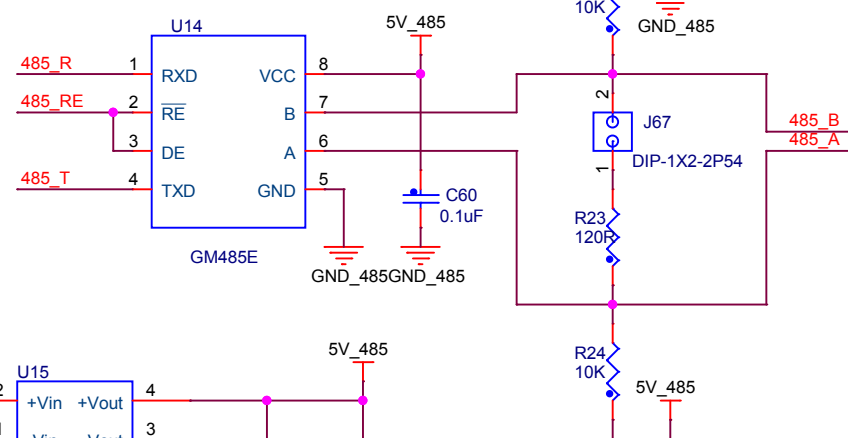 10K
GND_485
U14
5V_485
485_R
1
RXD
VCC
8
485_RE
2
RE
B
7
3
DE
A
6
485_T
4
TXD
GND
5
GM485E
C60
0.1uF
GND_485
GND_485
2
J67
DIP-1X2-2P54
1
485_B
485_A
R23
120R
R24
10K
5V_485
5V_485
U15
+Vin
+Vout
4
3